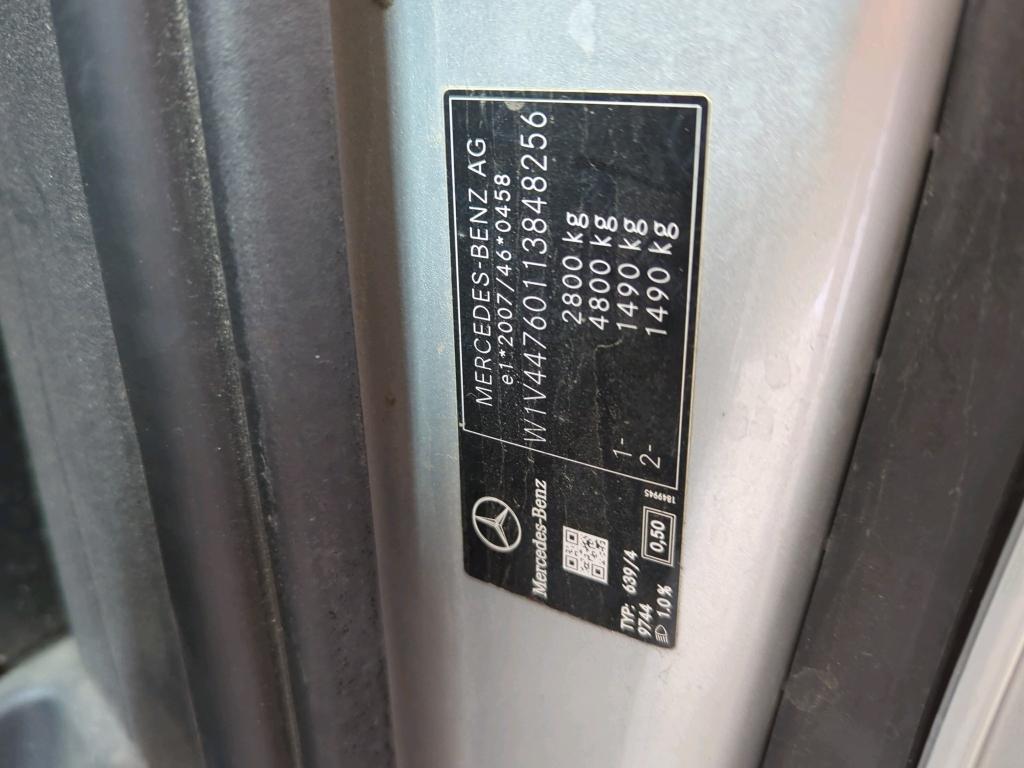 MERCEDES-BENZ AG
e1*2007/46*0458
W1V44760113848256
2800 kg
4800 kg
1- 1490 kg
2- 1490 kg
Mercedes-Benz
TYP: 639/4
9744 0,50
1.0 %
1849945